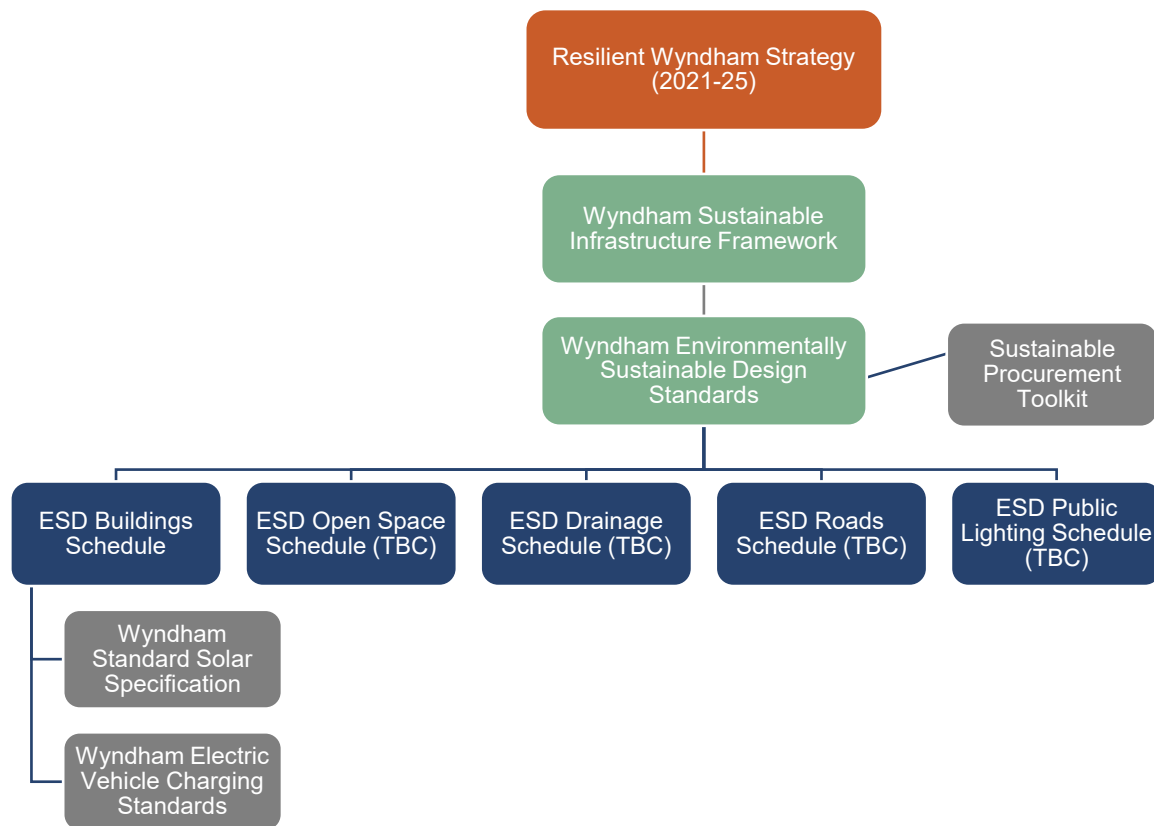 Resilient Wyndham Strategy
(2021-25)
Wyndham Sustainable
Infrastructure Framework
Wyndham Environmentally
Sustainable Design
Standards
Sustainable
Procurement
Toolkit
ESD Buildings
Schedule
ESD Open Space
Schedule (TBC)
ESD Drainage
Schedule (TBC)
ESD Roads
Schedule (TBC)
ESD Public
Lighting Schedule
(TBC)
Wyndham
Standard Solar
Specification
Wyndham Electric
Vehicle Charging
Standards